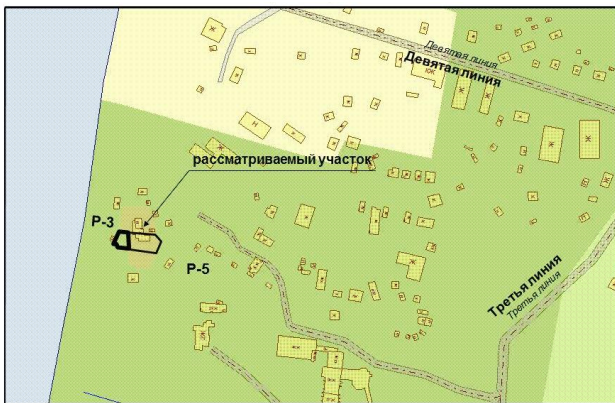 Девятая линия
Девятая линия
рассматриваемый участок
Р-3
Р-5
Третья линия
Третья линия